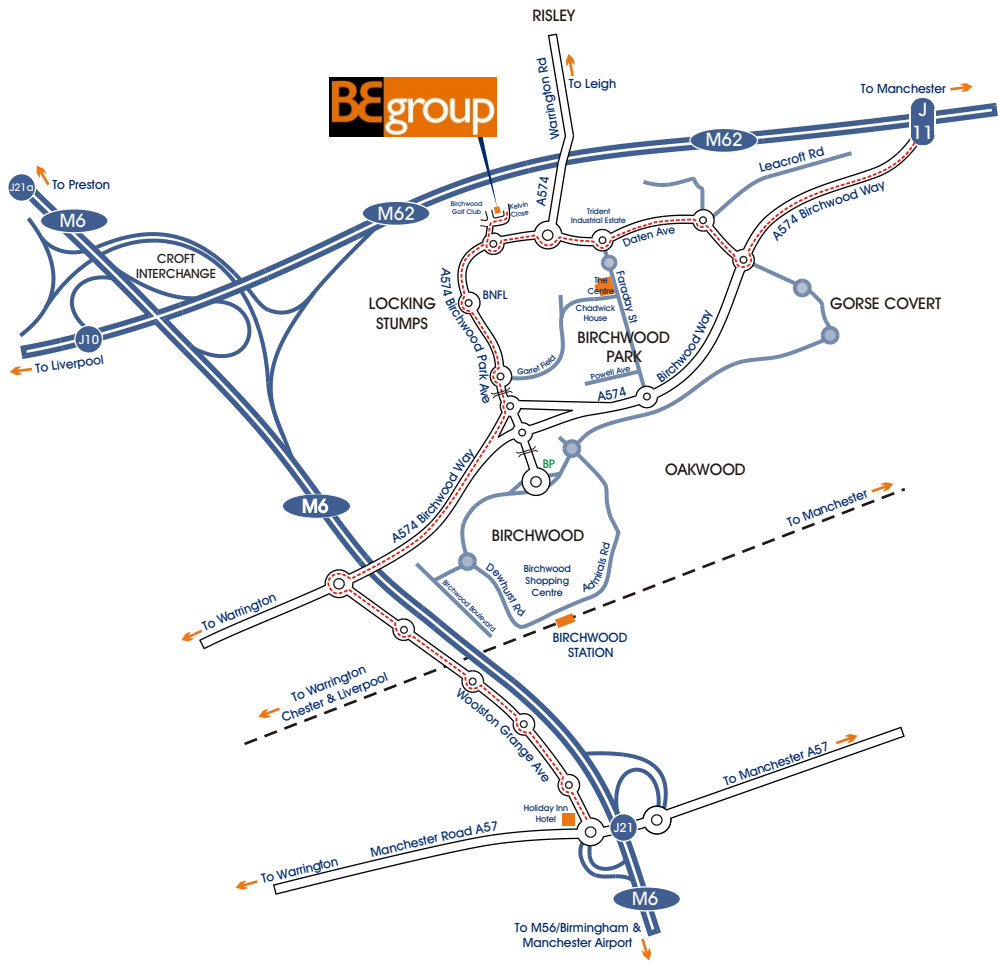 RISLEY
To Leigh
Warrington Rd
A574
To Manchester
J
11
BEgroup
M62
Leacroft Rd
A574 Birchwood Way
J21a
To Preston
M6
M62
Birchwood
Golf Club
Kelvin
Close
Trident
Industrial Estate
Daten Ave
CROFT
INTERCHANGE
LOCKING
STUMPS
A574 Birchwood Park Ave
BNFL
The
Centre
Faraday St
Chadwick
House
GORSE COVERT
J10
To Liverpool
BIRCHWOOD
PARK
Garret Field
Powell Ave
Birchwood Way
A574
BP
OAKWOOD
A574 Birchwood Way
M6
To Manchester
BIRCHWOOD
Birchwood
Shopping
Centre
Dewhurst Rd
Admirals Rd
Birchwood Boulevard
To Warrington
BIRCHWOOD
STATION
To Warrington
Chester & Liverpool
Woolston Grange Ave
To Manchester A57
Holiday Inn
Hotel
J21
Manchester Road A57
To Warrington
M6
To M56/Birmingham &
Manchester Airport